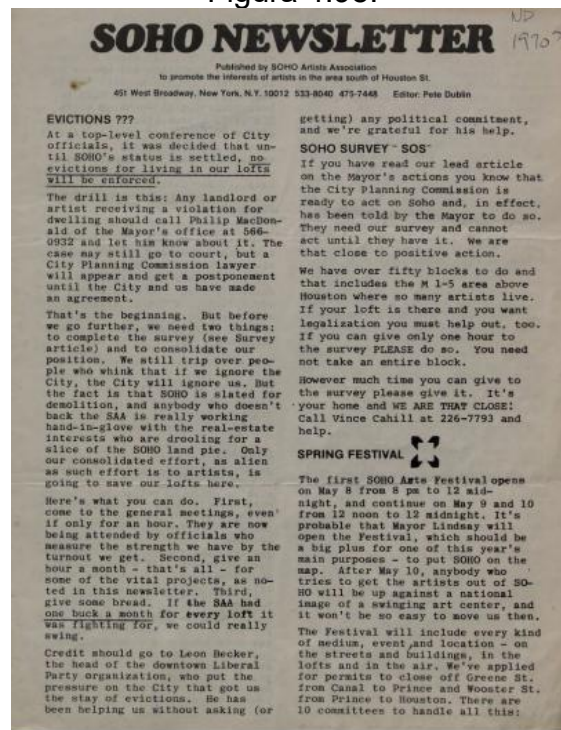 Figura 1.68.
ND
1970?
SOHO NEWSLETTER
Published by SOHO Artists Association
to promote the interests of artists in the area south of Houston St.
451 West Broadway, New York, N.Y. 10012 533-8040 475-7448 Editor: Pete Dublin
EVICTIONS ???
At a top-level conference of City
officials, it was decided that un-
til SOHO's status is settled, no
evictions for living in our lofts
will be enforced.
The drill is this: Any landlord or
artist receiving a violation for
dwelling should call Philip MacDon-
ald of the Mayor's office at 566-
0932 and let him know about it. The
case may still go to court, but a
City Planning Commission lawyer
will appear and get a postponement
until the City and us have made
an agreement.
That's the beginning. But before
we go further, we need two things:
to complete the survey (see Survey
article) and to consolidate our
position. We still trip over peo-
ple who whink that if we ignore the
City, the City will ignore us. But
the fact is that SOHO is slated for
demolition, and anybody who doesn't
back the SAA is really working
hand-in-glove with the real-estate
interests who are drooling for a
slice of the SOHO land pie. Only
our consolidated effort, as alien
as such effort is to artists, is
going to save our lofts here.
Here's what you can do. First,
come to the general meetings, even
if only for an hour. They are now
being attended by officials who
measure the strength we have by the
turnout we get. Second, give an
hour a month - that's all - for
some of the vital projects, as no-
ted in this newsletter. Third,
give some bread. If the SAA had
one buck a month for every loft it
was fighting for, we could really
swing.
Credit should go to Leon Becker,
the head of the downtown Liberal
Party organization, who put the
pressure on the City that got us
the stay of evictions. He has
been helping us without asking (or
getting) any political commitment,
and we're grateful for his help.
SOHO SURVEY "SOS"
If you have read our lead article
on the Mayor's actions you know that
the City Planning Commission is
ready to act on Soho and, in effect,
has been told by the Mayor to do so.
They need our survey and cannot
act until they have it. We are
that close to positive action.
We have over fifty blocks to do and
that includes the M 1-5 area above
Houston where so many artists live.
If your loft is there and you want
legalization you must help out, too.
If you can give only one hour to
the survey PLEASE do so. You need
not take an entire block.
However much time you can give to
the survey please give it. It's
your home and WE ARE THAT CLOSE!
Call Vince Cahill at 226-7793 and
help.
SPRING FESTIVAL
The first SOHO Arts Festival opens
on May 8 from 8 pm to 12 mid-
night, and continue on May 9 and 10
from 12 noon to 12 midnight. It's
probable that Mayor Lindsay will
open the Festival, which should be
a big plus for one of this year's
main purposes - to put SOHO on the
map. After May 10, anybody who
tries to get the artists out of SO-
HO will be up against a national
image of a swinging art center, and
it won't be so easy to move us then.
The Festival will include every kind
of medium, event,and location - on
the streets and buildings, in the
lofts and in the air. We've applied
for permits to close off Greene St.
from Canal to Prince and Wooster St.
from Prince to Houston. There are
10 committees to handle all this: